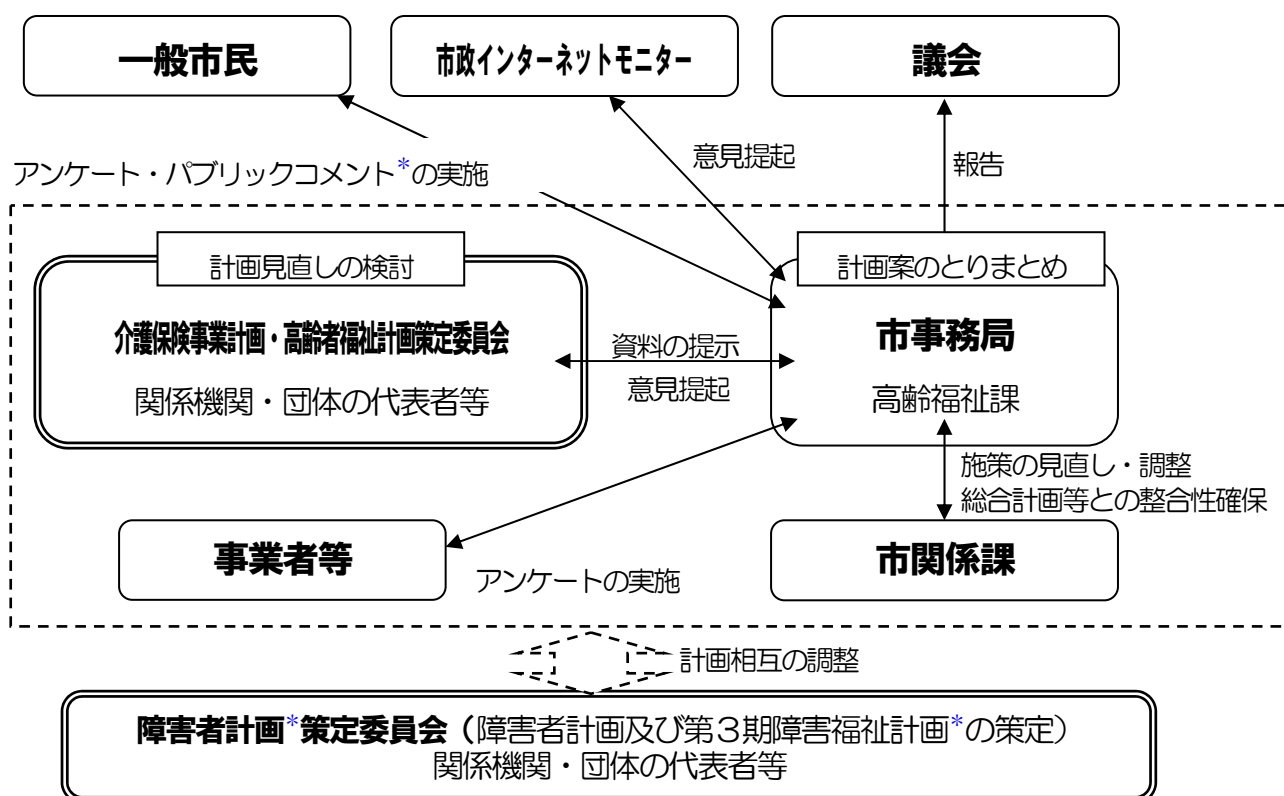 一般市民
市政インターネットモニター
議会
アンケート・パブリックコメント*の実施
意見提起
報告
計画見直しの検討
介護保険事業計画・高齢者福祉計画策定委員会
関係機関・団体の代表者等
資料の提示
意見提起
計画案のとりまとめ
市事務局
高齢福祉課
施策の見直し・調整
総合計画等との整合性確保
事業者等
アンケートの実施
市関係課
計画相互の調整
障害者計画*策定委員会（障害者計画及び第３期障害福祉計画*の策定）
関係機関・団体の代表者等